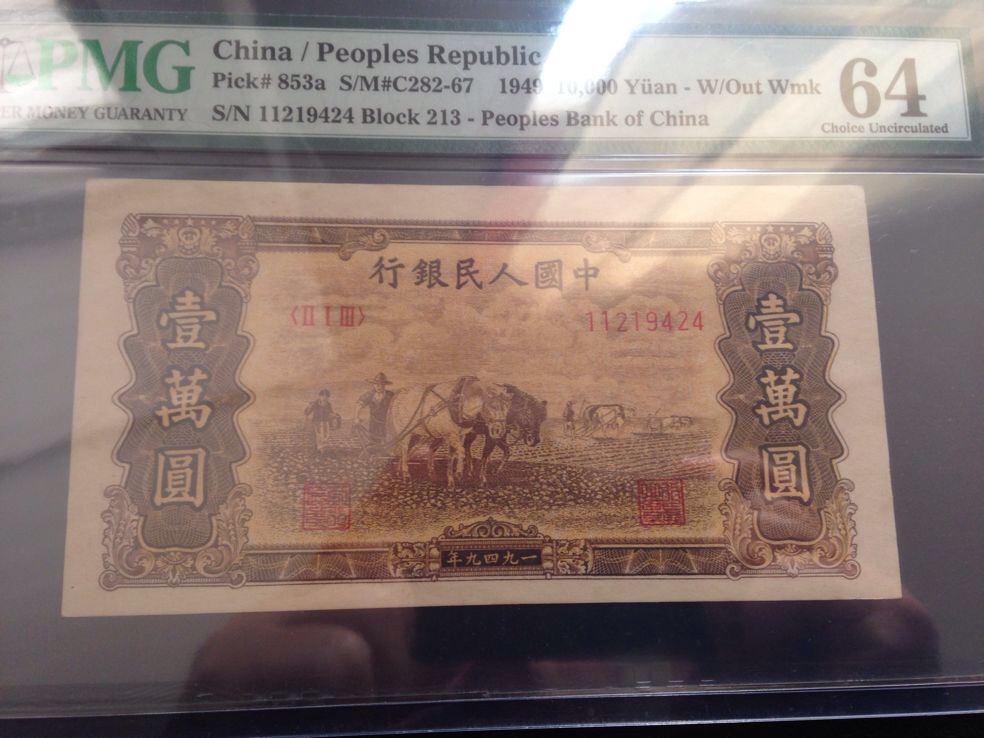 PMG
ER MONEY GUARANTY
China / Peoples Republic
Pick# 853a S/M#C282-67 1949 10,000 Yüan - W/Out Wmk
S/N 11219424 Block 213 - Peoples Bank of China
64
Choice Uncirculated
行銀民人國中
〈II I III〉
11219424
壹萬圓
壹萬圓
年九四九一